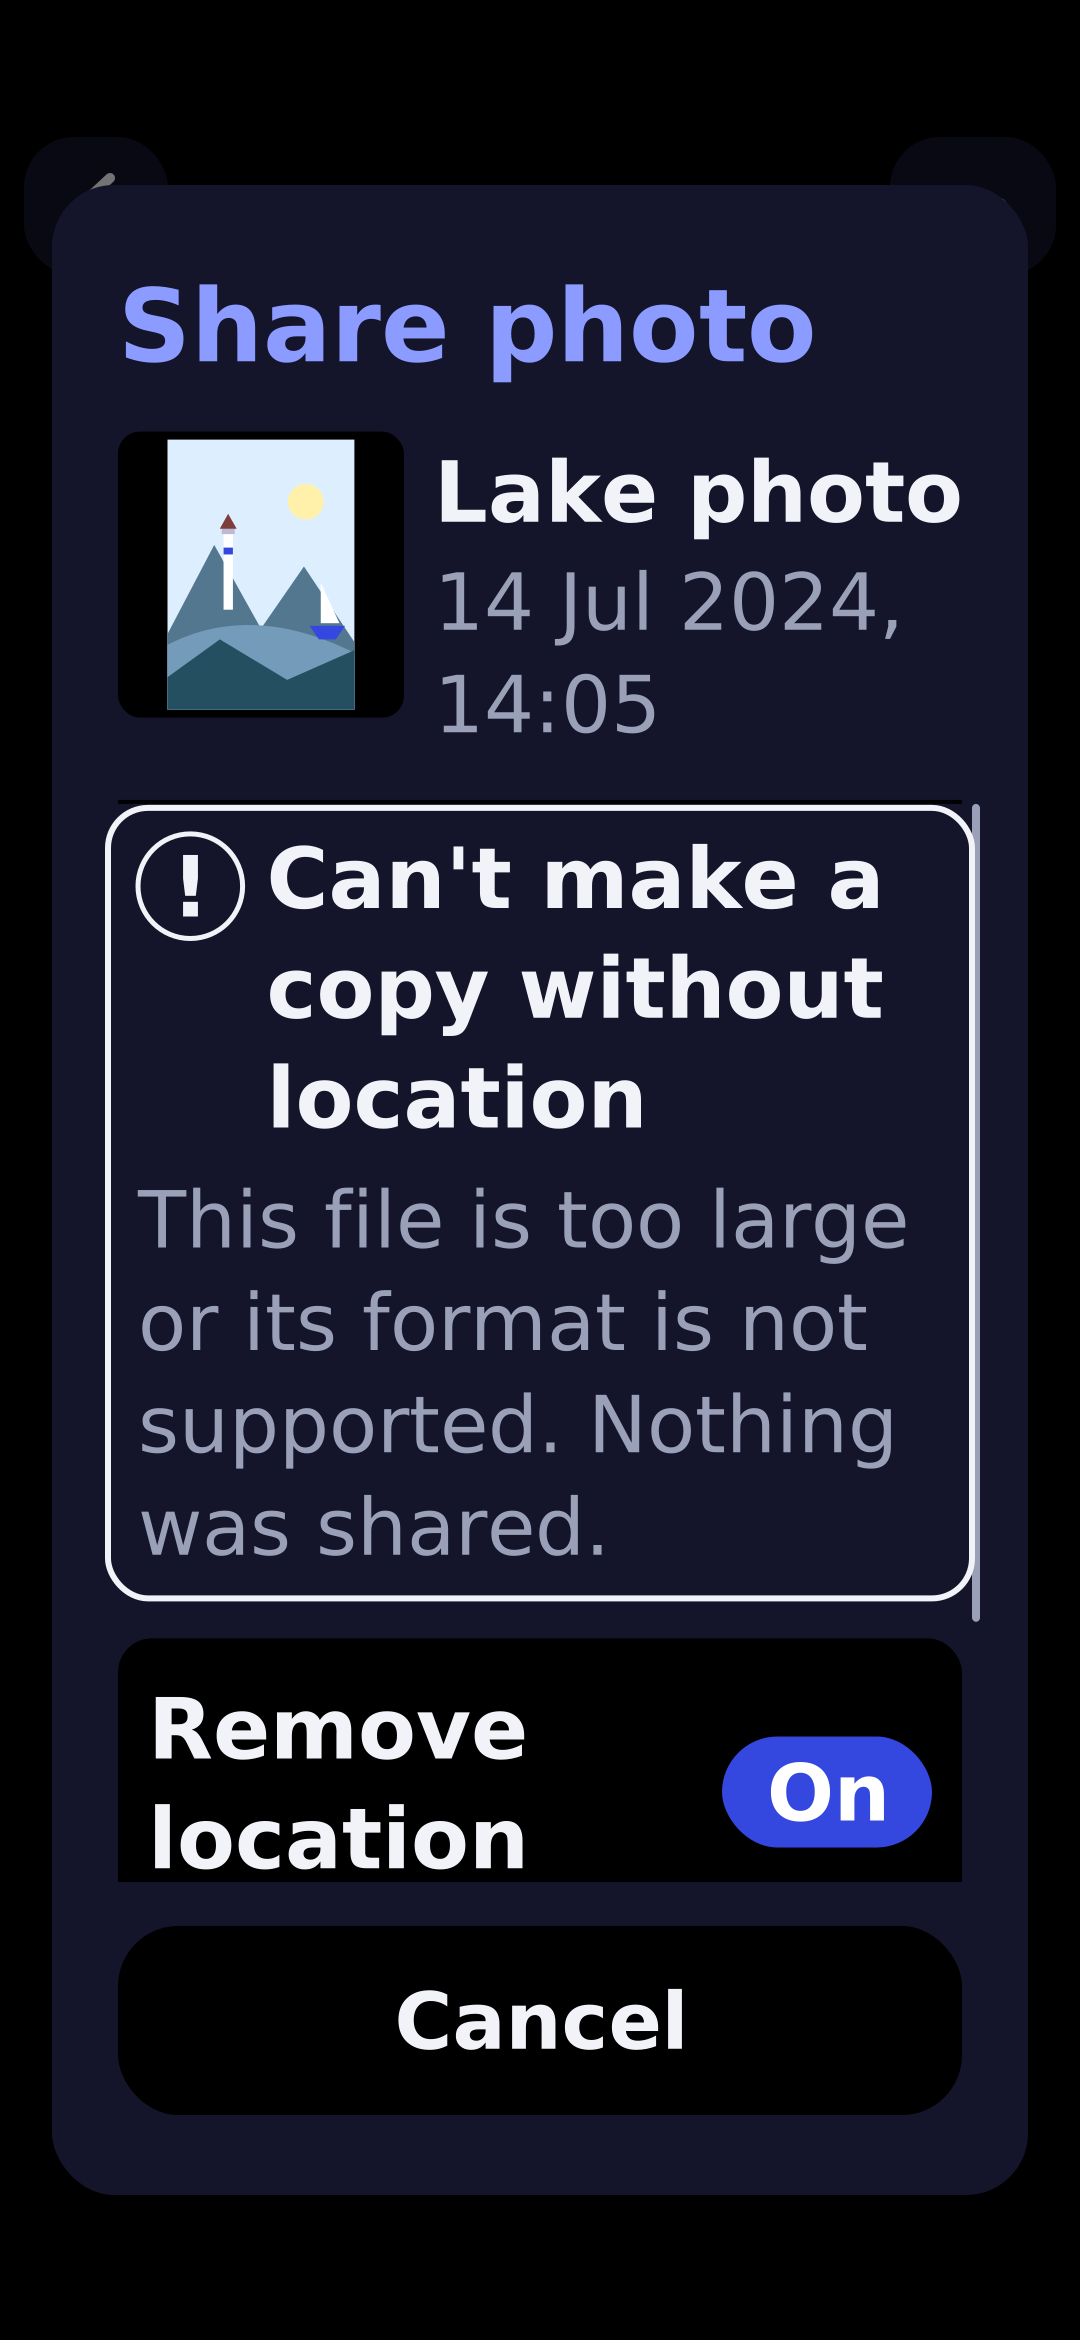 Share photo
Lake photo
14 Jul 2024,
14:05
!
Can't make a
copy without
location
This file is too large
or its format is not
supported. Nothing
was shared.
Remove
location
On
Cancel